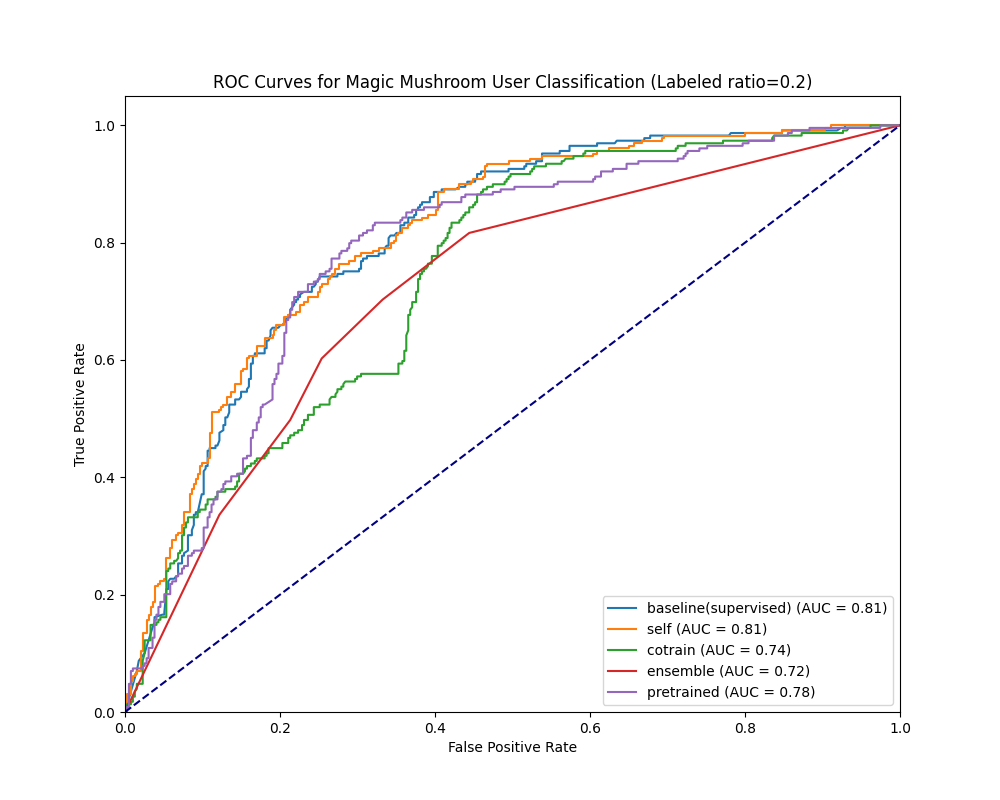 ROC Curves for Magic Mushroom User Classification (Labeled ratio=0.2)
True Positive Rate
1.0
0.8
0.6
0.4
0.2
0.0
baseline(supervised) (AUC = 0.81)
self (AUC = 0.81)
cotrain (AUC = 0.74)
ensemble (AUC = 0.72)
pretrained (AUC = 0.78)
0.0 0.2 0.4 0.6 0.8 1.0
False Positive Rate